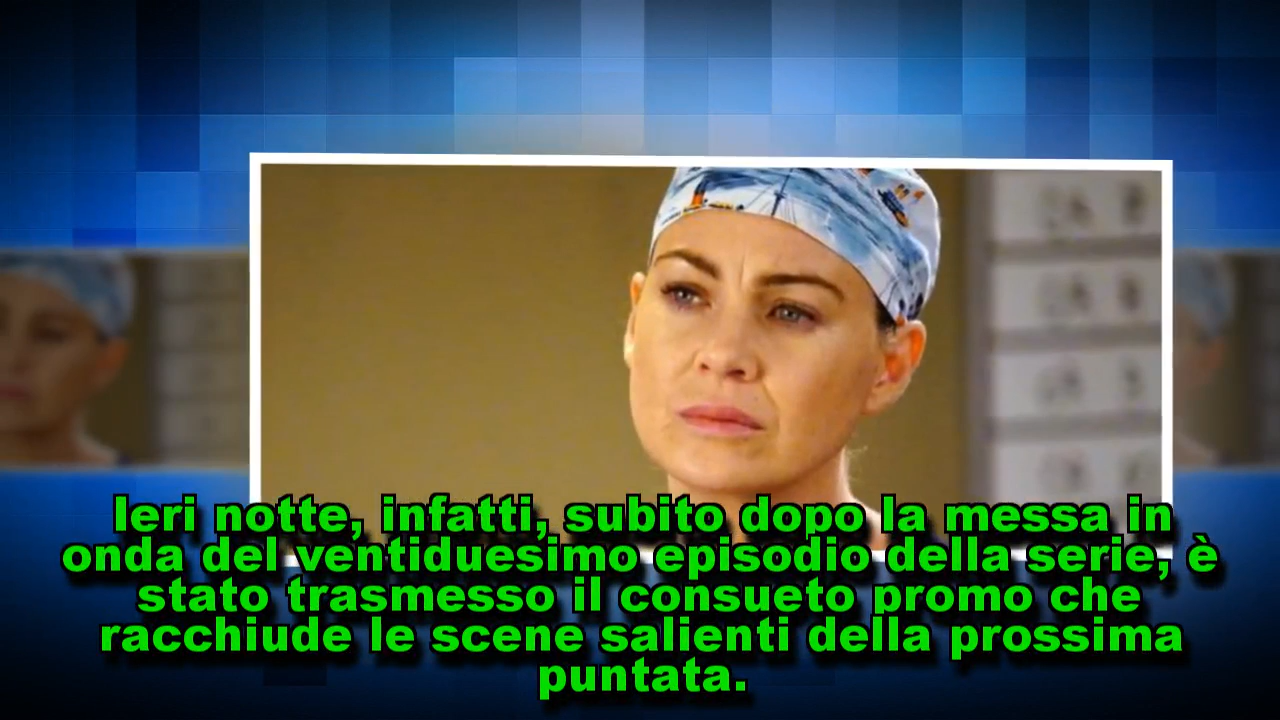 Ieri notte, infatti, subito dopo la messa in
onda del ventiduesimo episodio della serie, è
stato trasmesso il consueto promo che
racchiude le scene salienti della prossima
puntata.